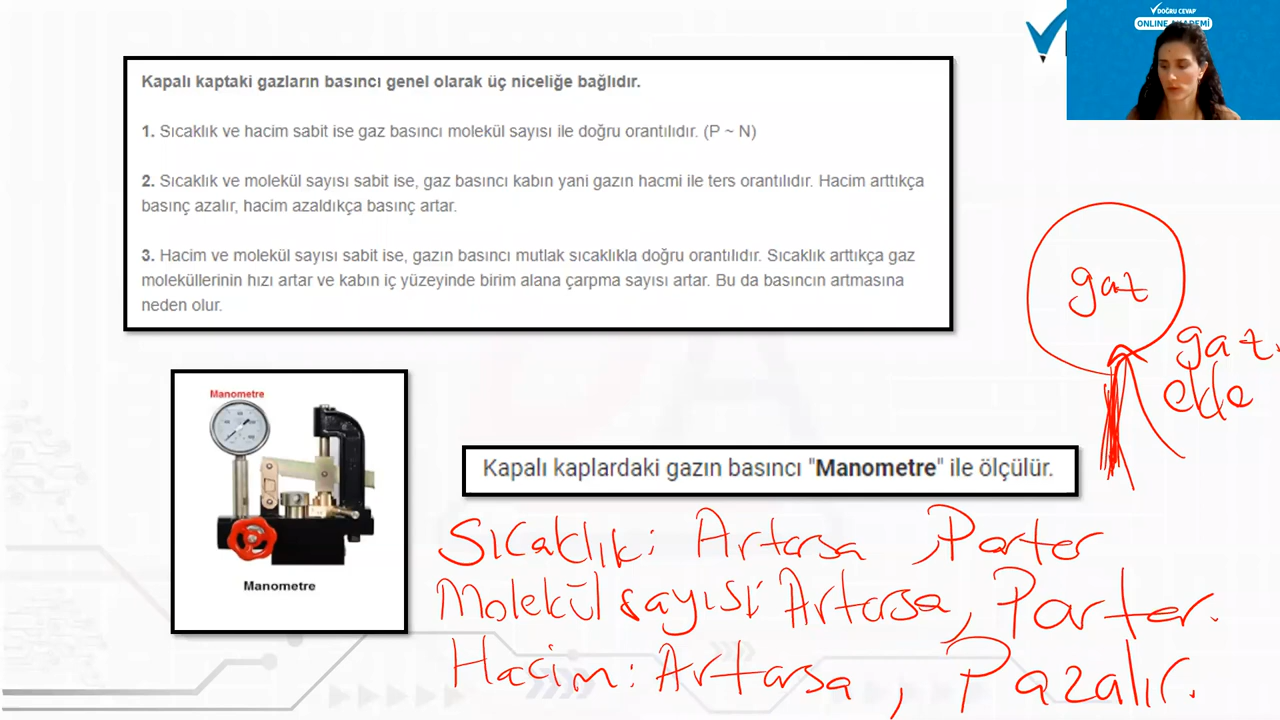 DOĞRU CEVAP
ONLINE AKADEMİ
Kapalı kaptaki gazların basıncı genel olarak üç niceliğe bağlıdır.
1. Sıcaklık ve hacim sabit ise gaz basıncı molekül sayısı ile doğru orantılıdır. (P ~ N)
2. Sıcaklık ve molekül sayısı sabit ise, gaz basıncı kabın yani gazın hacmi ile ters orantılıdır. Hacim arttıkça
basınç azalır, hacim azaldıkça basınç artar.
3. Hacim ve molekül sayısı sabit ise, gazın basıncı mutlak sıcaklıkla doğru orantılıdır. Sıcaklık arttıkça gaz
moleküllerinin hızı artar ve kabın iç yüzeyinde birim alana çarpma sayısı artar. Bu da basıncın artmasına
neden olur.
gaz
gaz
ekle
Manometre
Manometre
Kapalı kaplardaki gazın basıncı "Manometre" ile ölçülür.
Sıcaklık: Artarsa, P artar
Molekül sayısı: Artarsa, P artar.
Hacim: Artarsa, P azalır.